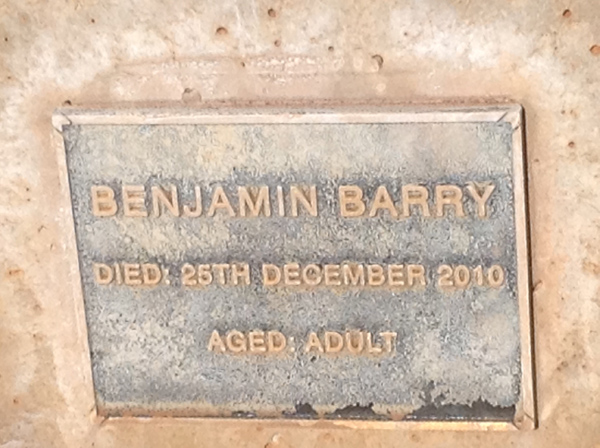 BENJAMIN BARRY
DIED: 25TH DECEMBER 2010
AGED: ADULT